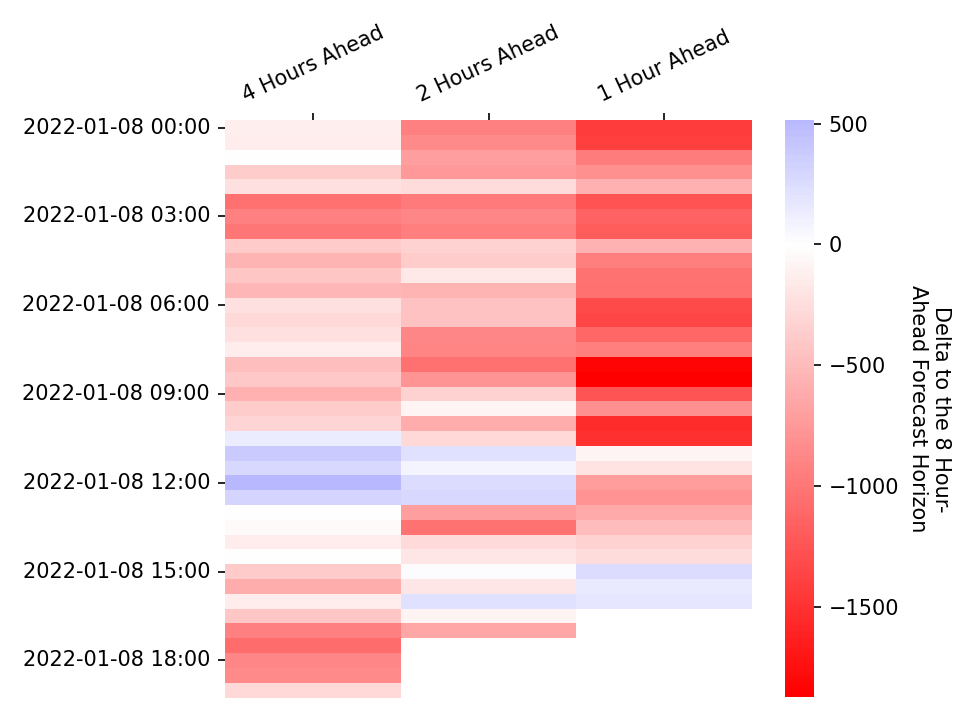 4 Hours Ahead
2 Hours Ahead
1 Hour Ahead
2022-01-08 00:00
2022-01-08 03:00
2022-01-08 06:00
2022-01-08 09:00
2022-01-08 12:00
2022-01-08 15:00
2022-01-08 18:00
500
0
−500
−1000
−1500
Delta to the 8 Hour-
Ahead Forecast Horizon